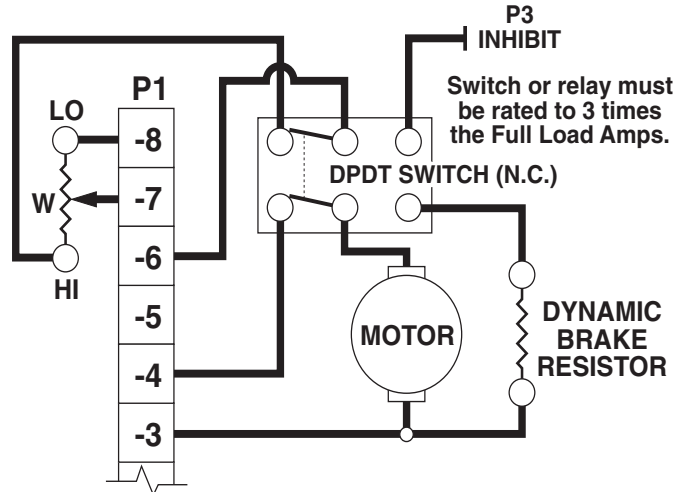 P3
INHIBIT
Switch or relay must
be rated to 3 times
the Full Load Amps.
P1
LO
-8
W
-7
DPDT SWITCH (N.C.)
-6
HI
-5
MOTOR
DYNAMIC
BRAKE
RESISTOR
-4
-3